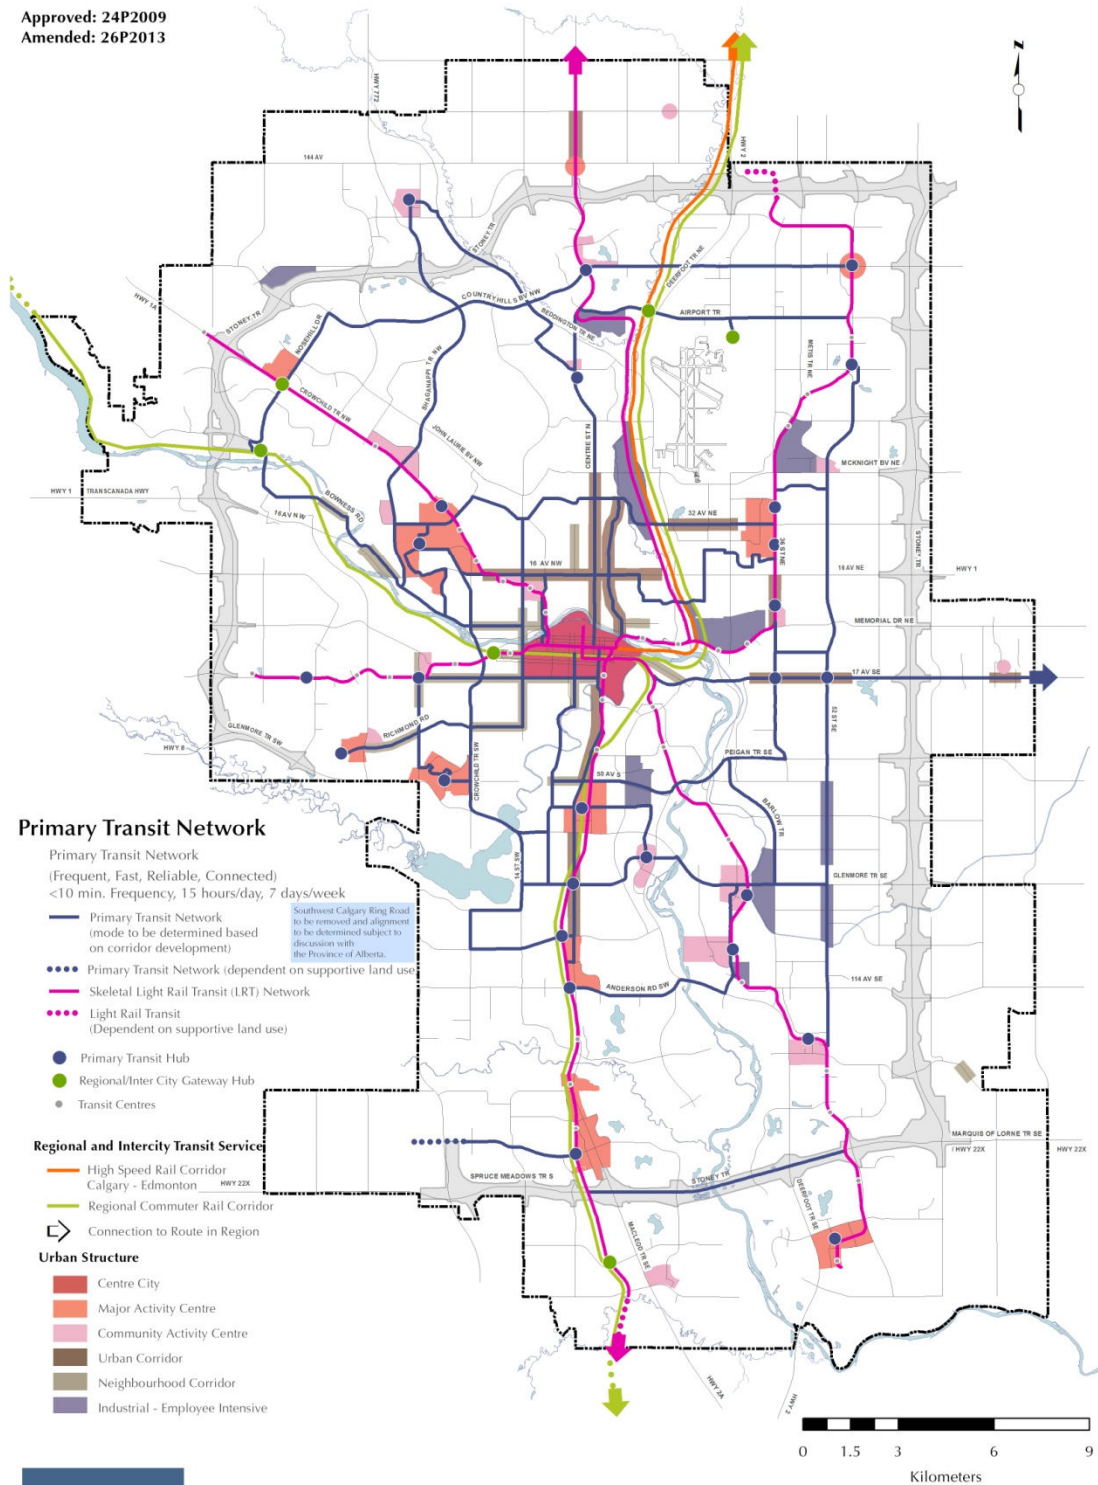 Approved: 24P2009
Amended: 26P2013
N
HWY 772
144 AV
HWY 2
STONEY TR
HWY 1A
STONEY TR
NOSEHILL DR
COUNTRY HILLS BV NW
BEDDINGTON TR NE
DEERFOOT TR NE
AIRPORT TR
METIS TR NE
CROWCHILD TR NW
SHAGANAPPI TR NW
JOHN LAURIE BV NW
CENTRE ST N
MCKNIGHT BV NE
HWY 1
TRANSCANADA HWY
BOWNESS RD
16 AV NW
32 AV NE
36 ST NE
STONEY TR
16 AV NW
16 AV NE
HWY 1
MEMORIAL DR NE
17 AV SE
52 ST SE
GLENMORE TR SW
RICHMOND RD
HWY 8
CROWCHILD TR SW
50 AV S
PEIGAN TR SE
BARLOW TR
14 ST SW
GLENMORE TR SE
ANDERSON RD SW
114 AV SE
Primary Transit Network
Primary Transit Network
(Frequent, Fast, Reliable, Connected)
<10 min. Frequency, 15 hours/day, 7 days/week
Primary Transit Network
(mode to be determined based
on corridor development)
Southwest Calgary Ring Road
to be removed and alignment
to be determined subject to
discussion with
the Province of Alberta.
Primary Transit Network (dependent on supportive land use
Skeletal Light Rail Transit (LRT) Network
Light Rail Transit
(Dependent on supportive land use)
Primary Transit Hub
Regional/Inter City Gateway Hub
Transit Centres
Regional and Intercity Transit Service
High Speed Rail Corridor
Calgary - Edmonton
Regional Commuter Rail Corridor
Connection to Route in Region
Urban Structure
Centre City
Major Activity Centre
Community Activity Centre
Urban Corridor
Neighbourhood Corridor
Industrial - Employee Intensive
HWY 22X
SPRUCE MEADOWS TR S
STONEY TR
MARQUIS OF LORNE TR SE
/ HWY 22X
HWY 22X
MACLEOD TR SE
DEERFOOT TR SE
HWY 2A
HWY 2
0 1.5 3 6 9
Kilometers